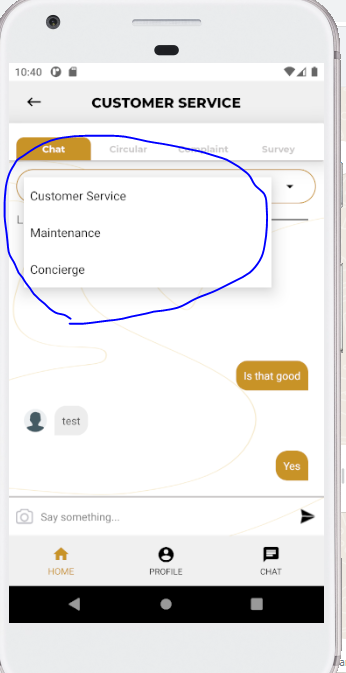 10:40
CUSTOMER SERVICE
Chat Circular Complaint Survey
Customer Service
Maintenance
Concierge
Is that good
test
Yes
Say something...
HOME PROFILE CHAT